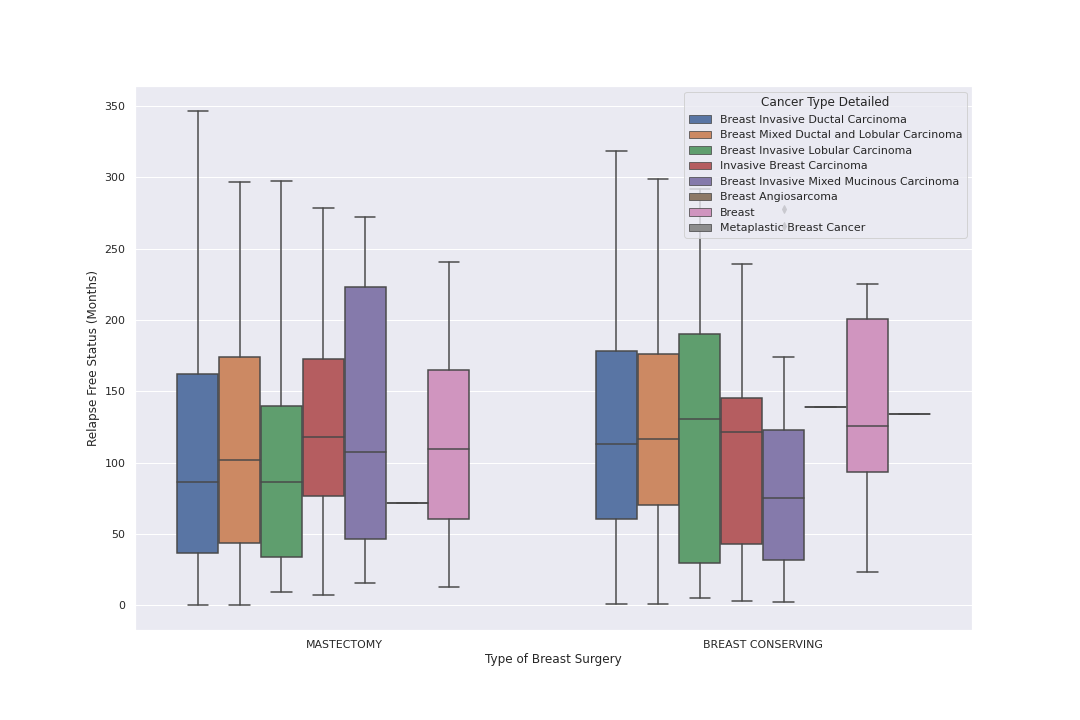 Cancer Type Detailed
Breast Invasive Ductal Carcinoma
Breast Mixed Ductal and Lobular Carcinoma
Breast Invasive Lobular Carcinoma
Invasive Breast Carcinoma
Breast Invasive Mixed Mucinous Carcinoma
Breast Angiosarcoma
Breast
Metaplastic Breast Cancer
350
300
250
200
150
100
50
0
Relapse Free Status (Months)
MASTECTOMY
BREAST CONSERVING
Type of Breast Surgery